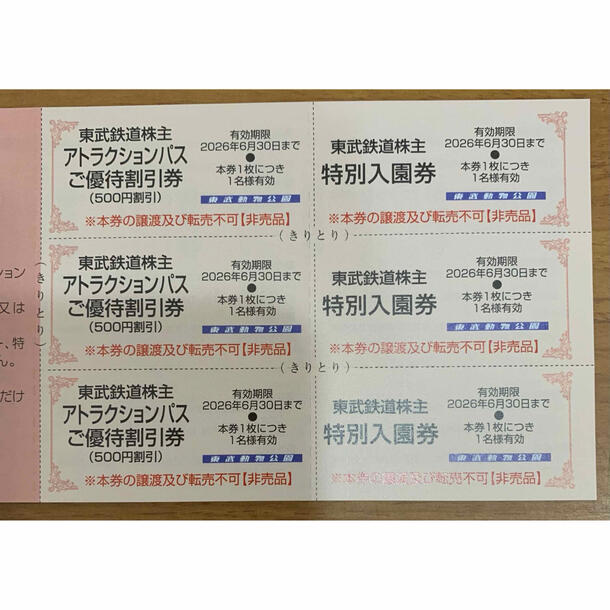 東武鉄道株主
アトラクションパス
ご優待割引券
(500円割引)
有効期限
2026年6月30日まで
●
本券1枚につき
1名様有効
東武動物公園
※本券の譲渡及び転売不可【非売品】
東武鉄道株主
特別入園券
有効期限
2026年6月30日まで
●
本券1枚につき
1名様有効
東武動物公園
※本券の譲渡及び転売不可【非売品】
(きりとり)
ション
又は
、特
ん。
だけ
(きりとり)
東武鉄道株主
アトラクションパス
ご優待割引券
(500円割引)
有効期限
2026年6月30日まで
●
本券1枚につき
1名様有効
東武動物公園
※本券の譲渡及び転売不可【非売品】
東武鉄道株主
特別入園券
有効期限
2026年6月30日まで
●
本券1枚につき
1名様有効
東武動物公園
※本券の譲渡及び転売不可【非売品】
(きりとり)
東武鉄道株主
アトラクションパス
ご優待割引券
(500円割引)
有効期限
2026年6月30日まで
●
本券1枚につき
1名様有効
東武動物公園
※本券の譲渡及び転売不可【非売品】
東武鉄道株主
特別入園券
有効期限
2026年6月30日まで
●
本券1枚につき
1名様有効
東武動物公園
※本券の譲渡及び転売不可【非売品】